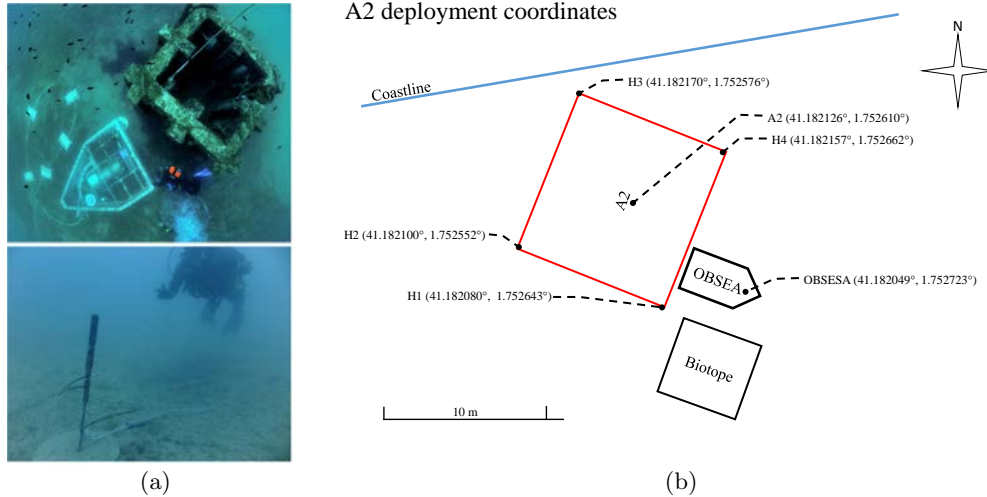 A2 deployment coordinates
N
Coastline
H3 (41.182170°, 1.752576°)
A2 (41.182126°, 1.752610°)
H4 (41.182157°, 1.752662°)
A2
H2 (41.182100°, 1.752552°)
OBSEA
OBSESA (41.182049°, 1.752723°)
H1 (41.182080°, 1.752643°)
Biotope
10 m
(a)
(b)